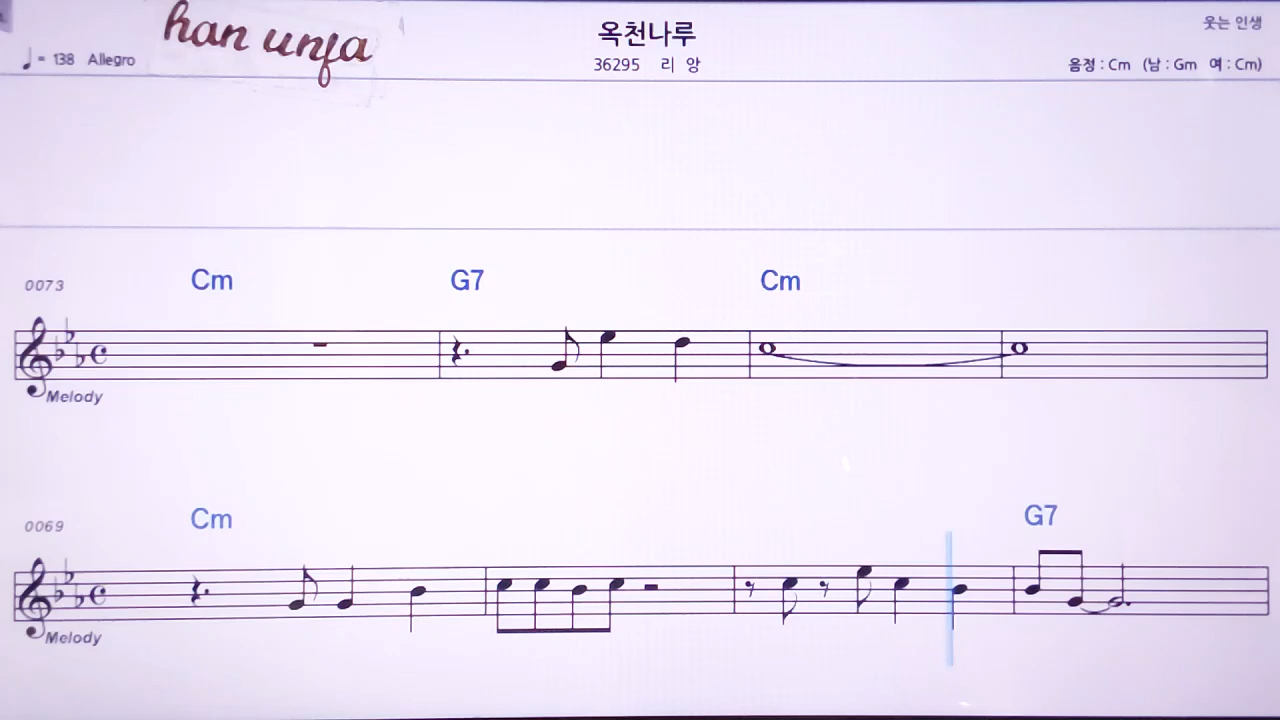 han unja
옥천나루
웃는 인생
♩ = 138 Allegro
36295 리 앙
음정 : Cm (남 : Gm 여 : Cm)
0073 Cm G7 Cm
Melody
0069 Cm G7
Melody